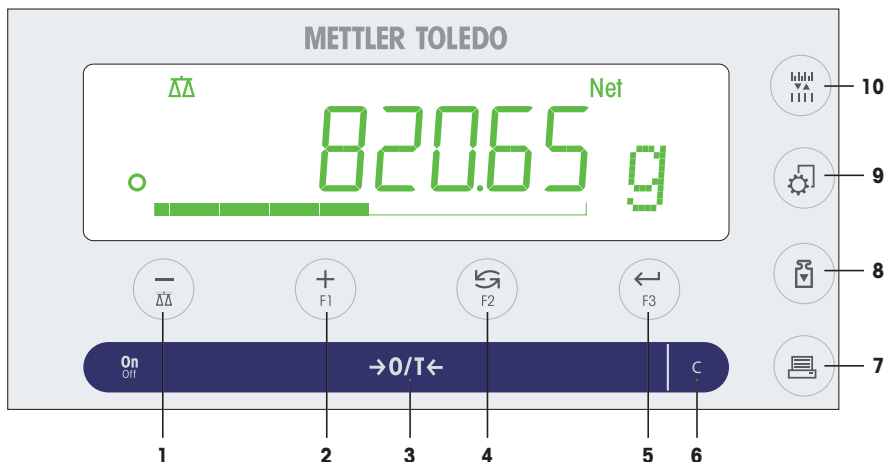 METTLER TOLEDO
Net
820.65 g
10
9
8
F1
F2
F3
On
Off
→0/T←
C
7
1
2
3
4
5
6